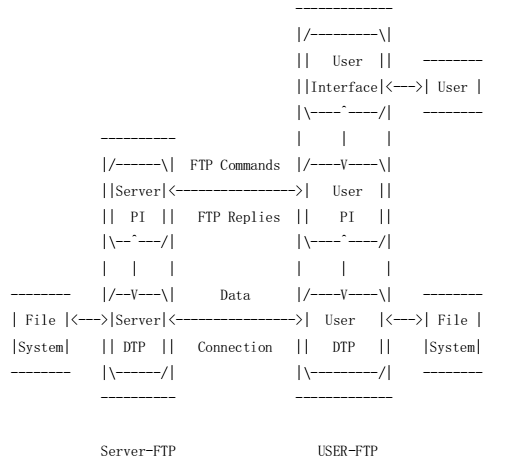 -------------
|/---------\|
||   User  ||    --------
||Interface|<--->| User |
|\----^----/|    --------
----------                |     |     |
|/------\|  FTP Commands  |/----V----\|
||Server|<---------------->|   User  ||
||  PI  ||   FTP Replies  ||    PI   ||
|\--^---/|                |\----^----/|
|   |    |                |     |     |
--------    |/--V---\|      Data      |/----V----\|    --------
| File |<--->|Server|<---------------->|  User   |<--->| File |
|System|    || DTP  ||   Connection   ||   DTP   ||    |System|
--------    |\------/|                |\---------/|    --------
----------                -------------
Server-FTP                   USER-FTP